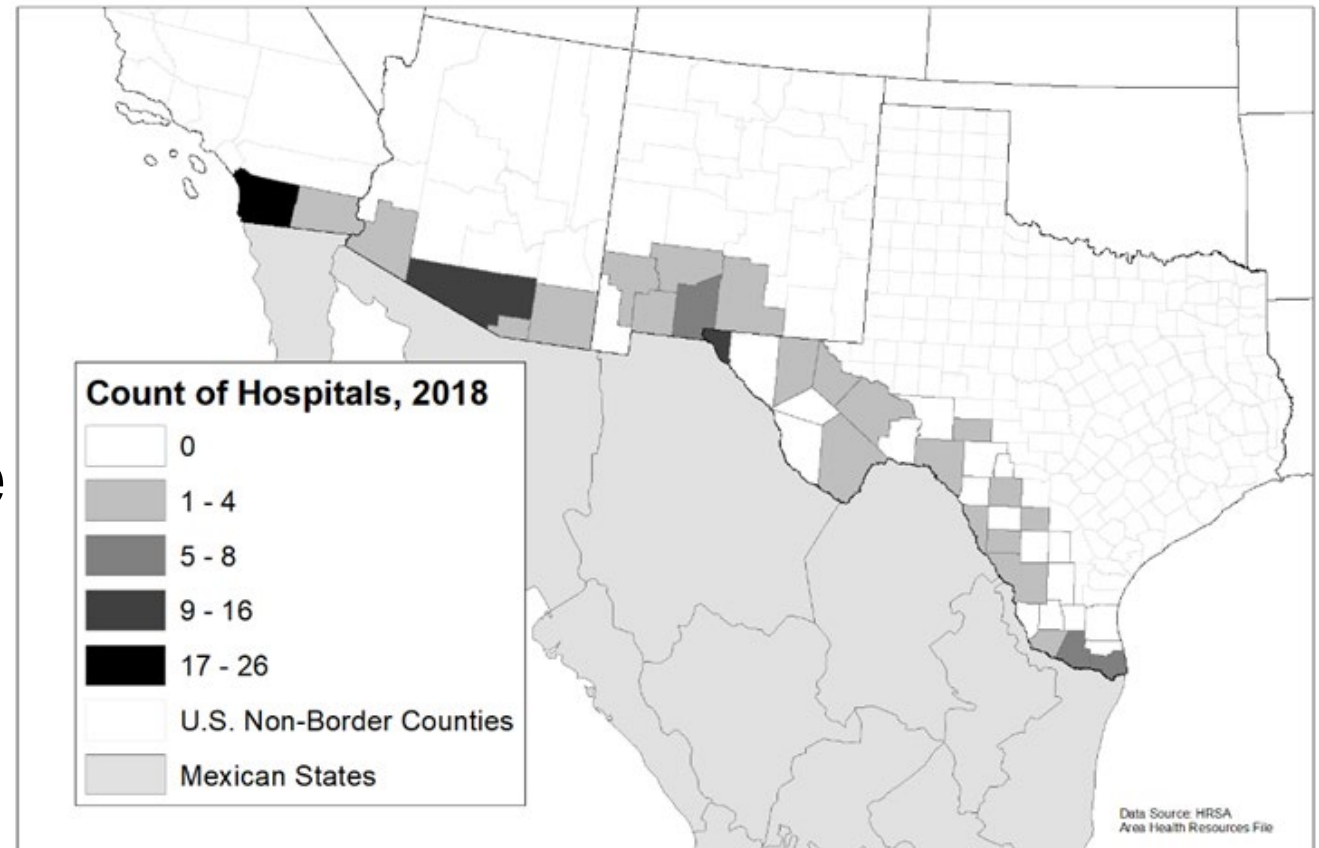 Count of Hospitals, 2018
0
1 - 4
5 - 8
9 - 16
17 - 26
U.S. Non-Border Counties
Mexican States
e
Data Source: HRSA
Area Health Resources File